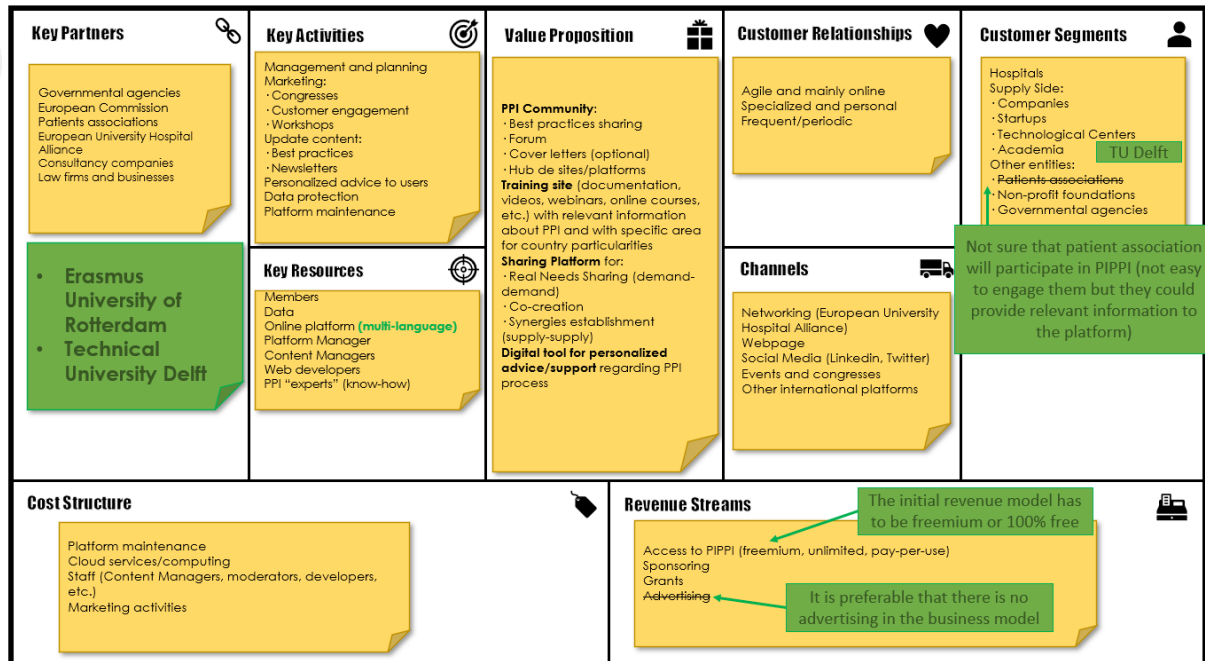 Key Partners
Governmental agencies
European Commission
Patients associations
European University Hospital
Alliance
Consultancy companies
Law firms and businesses
• Erasmus
University of
Rotterdam
• Technical
University Delft
Key Activities
Management and planning
Marketing:
· Congresses
· Customer engagement
· Workshops
Update content:
· Best practices
· Newsletters
Personalized advice to users
Data protection
Platform maintenance
Key Resources
Members
Data
Online platform (multi-language)
Platform Manager
Content Managers
Web developers
PPI “experts” (know-how)
Value Proposition
PPI Community:
· Best practices sharing
· Forum
· Cover letters (optional)
· Hub de sites/platforms
Training site (documentation,
videos, webinars, online courses,
etc.) with relevant information
about PPI and with specific area
for country particularities
Sharing Platform for:
· Real Needs Sharing (demand-
demand)
· Co-creation
· Synergies establishment
(supply-supply)
Digital tool for personalized
advice/support regarding PPI
process
Customer Relationships
Agile and mainly online
Specialized and personal
Frequent/periodic
Channels
Networking (European University
Hospital Alliance)
Webpage
Social Media (Linkedin, Twitter)
Events and congresses
Other international platforms
Customer Segments
Hospitals
Supply Side:
· Companies
· Startups
· Technological Centers
· Academia
TU Delft
Other entities:
· Patients associations
· Non-profit foundations
· Governmental agencies
Not sure that patient association
will participate in PIPPI (not easy
to engage them but they could
provide relevant information to
the platform)
Cost Structure
Platform maintenance
Cloud services/computing
Staff (Content Managers, moderators, developers,
etc.)
Marketing activities
Revenue Streams
The initial revenue model has
to be freemium or 100% free
Access to PIPPI (freemium, unlimited, pay-per-use)
Sponsoring
Grants
Advertising
It is preferable that there is no
advertising in the business model